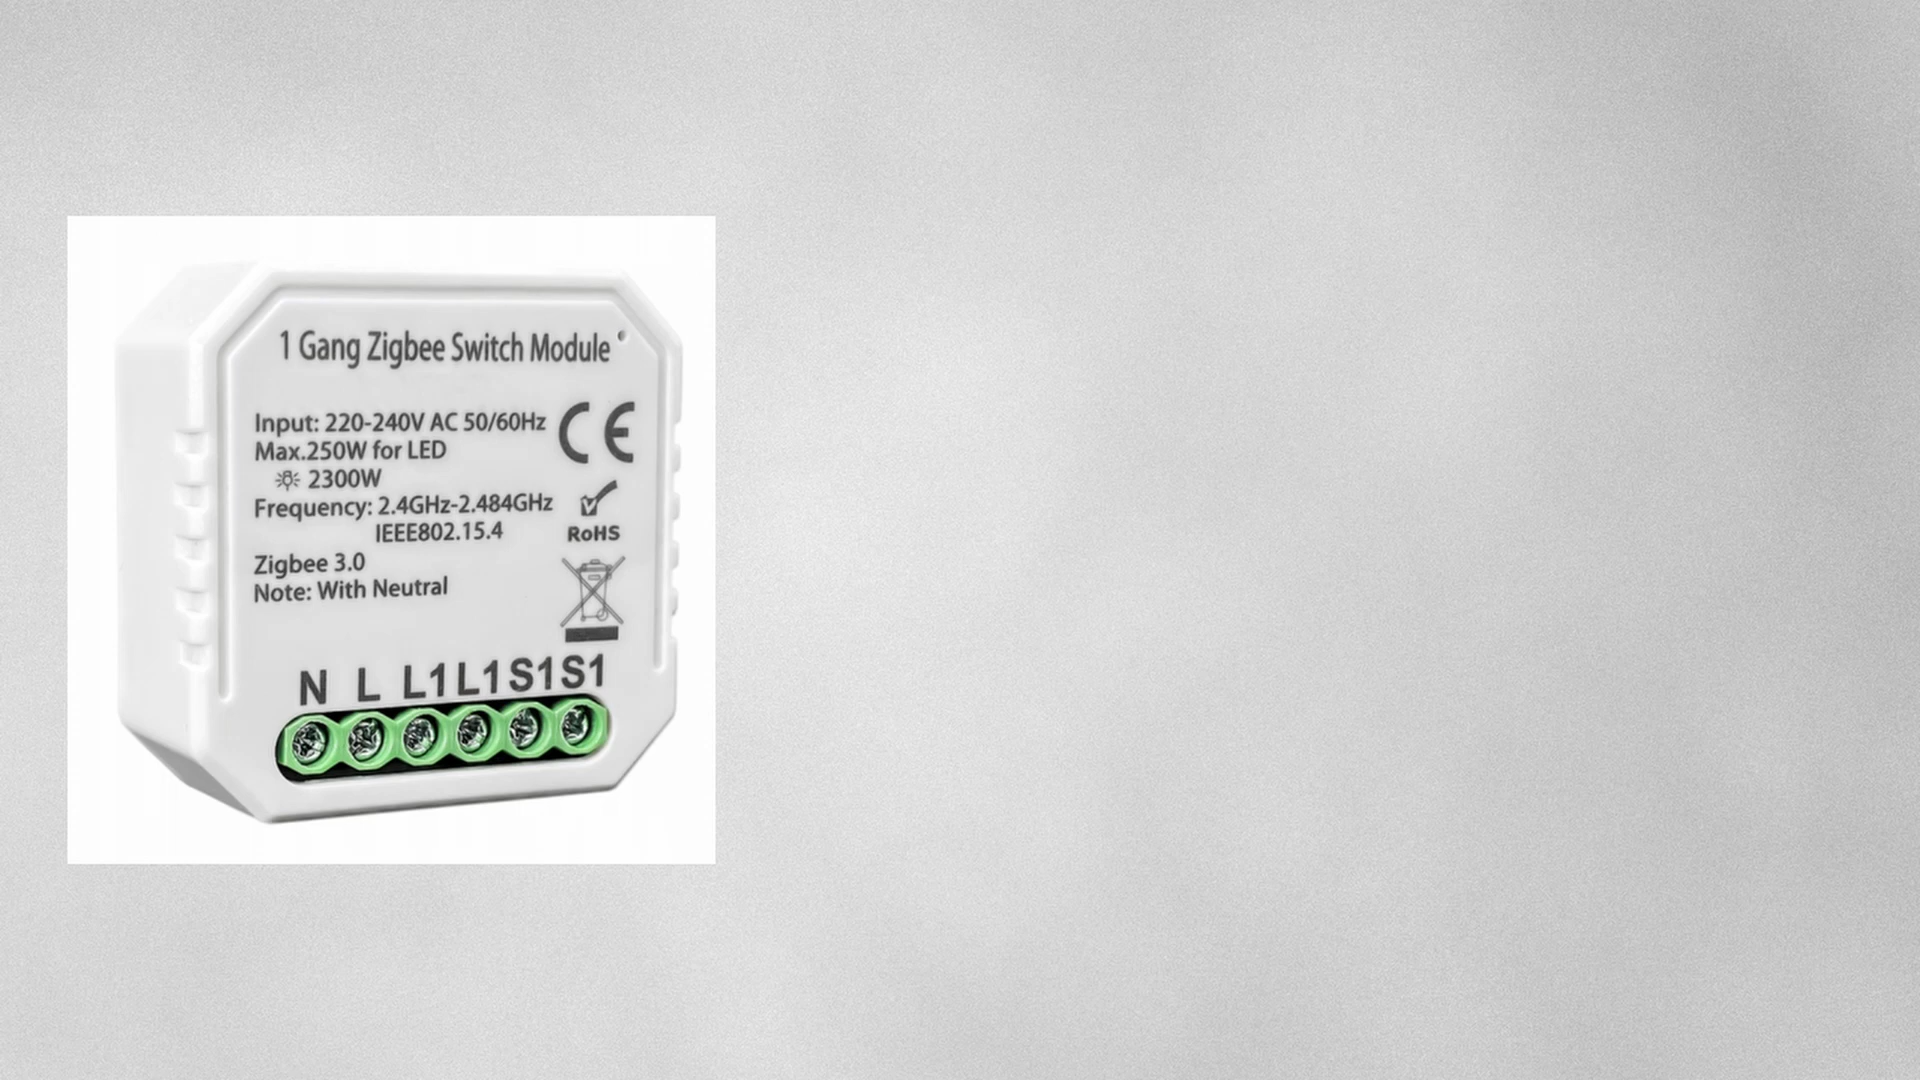 1 Gang Zigbee Switch Module
Input: 220-240V AC 50/60Hz
Max.250W for LED
2300W
Frequency: 2.4GHz-2.484GHz
IEEE802.15.4
Zigbee 3.0
Note: With Neutral
CE
RoHS
N L L1 L1 S1 S1